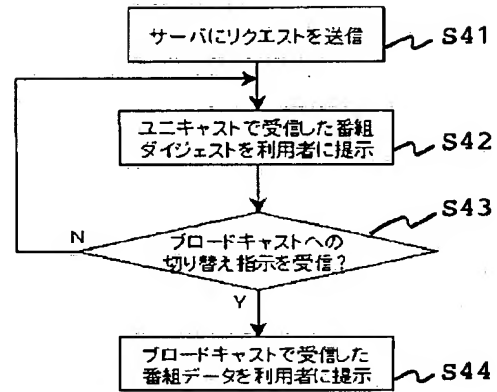 サーバにリクエストを送信
S41
ユニキャストで受信した番組
ダイジェストを利用者に提示
S42
S43
ブロードキャストへの
切り替え指示を受信?
N
Y
ブロードキャストで受信した
番組データを利用者に提示
S44